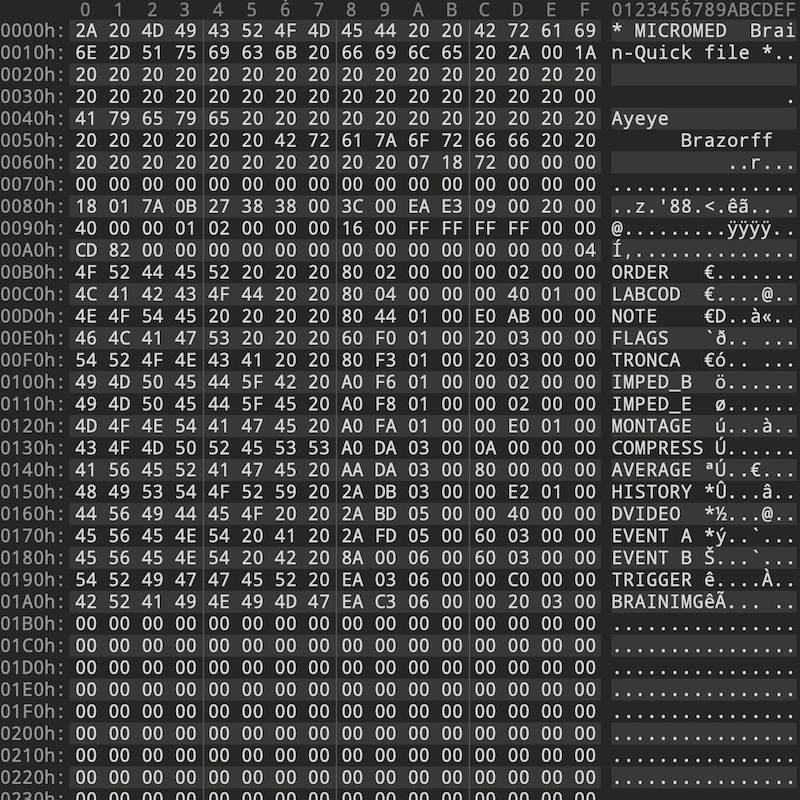 0 1 2 3 4 5 6 7 8 9 A B C D E F 0123456789ABCDEF
0000h: 2A 20 4D 49 43 52 4F 4D 45 44 20 20 42 72 61 69 * MICROMED  Brai
0010h: 6E 2D 51 75 69 63 6B 20 66 69 6C 65 20 2A 00 1A n-Quick file *..
0020h: 20 20 20 20 20 20 20 20 20 20 20 20 20 20 20 20
0030h: 20 20 20 20 20 20 20 20 20 20 20 20 20 20 20 00                .
0040h: 41 79 65 79 65 20 20 20 20 20 20 20 20 20 20 20 Ayeye
0050h: 20 20 20 20 20 20 42 72 61 7A 6F 72 66 66 20 20       Brazorff
0060h: 20 20 20 20 20 20 20 20 20 20 07 18 72 00 00 00           ..r...
0070h: 00 00 00 00 00 00 00 00 00 00 00 00 00 00 00 00 ................
0080h: 18 01 7A 0B 27 38 38 00 3C 00 EA E3 09 00 20 00 ..z.'88.<.êã.. .
0090h: 40 00 00 01 02 00 00 00 16 00 FF FF FF FF 00 00 @.........ÿÿÿÿ..
00A0h: CD 82 00 00 00 00 00 00 00 00 00 00 00 00 00 04 Í‚..............
00B0h: 4F 52 44 45 52 20 20 20 80 02 00 00 00 02 00 00 ORDER   €.......
00C0h: 4C 41 42 43 4F 44 20 20 80 04 00 00 00 40 01 00 LABCOD  €....@..
00D0h: 4E 4F 54 45 20 20 20 20 80 44 01 00 E0 AB 00 00 NOTE    €D..à«..
00E0h: 46 4C 41 47 53 20 20 20 60 F0 01 00 20 03 00 00 FLAGS   `ð.. ...
00F0h: 54 52 4F 4E 43 41 20 20 80 F3 01 00 20 03 00 00 TRONCA  €ó.. ...
0100h: 49 4D 50 45 44 5F 42 20 A0 F6 01 00 00 02 00 00 IMPED_B  ö......
0110h: 49 4D 50 45 44 5F 45 20 A0 F8 01 00 00 02 00 00 IMPED_E  ø......
0120h: 4D 4F 4E 54 41 47 45 20 A0 FA 01 00 00 E0 01 00 MONTAGE  ú...à..
0130h: 43 4F 4D 50 52 45 53 53 A0 DA 03 00 0A 00 00 00 COMPRESS Ú......
0140h: 41 56 45 52 41 47 45 20 AA DA 03 00 80 00 00 00 AVERAGE ªÚ..€...
0150h: 48 49 53 54 4F 52 59 20 2A DB 03 00 00 E2 01 00 HISTORY *Û...â..
0160h: 44 56 49 44 45 4F 20 20 2A BD 05 00 00 40 00 00 DVIDEO  *½...@..
0170h: 45 56 45 4E 54 20 41 20 2A FD 05 00 60 03 00 00 EVENT A *ý..`...
0180h: 45 56 45 4E 54 20 42 20 8A 00 06 00 60 03 00 00 EVENT B Š...`...
0190h: 54 52 49 47 47 45 52 20 EA 03 06 00 00 C0 00 00 TRIGGER ê....À..
01A0h: 42 52 41 49 4E 49 4D 47 EA C3 06 00 00 20 03 00 BRAINIMGêÃ... ..
01B0h: 00 00 00 00 00 00 00 00 00 00 00 00 00 00 00 00 ................
01C0h: 00 00 00 00 00 00 00 00 00 00 00 00 00 00 00 00 ................
01D0h: 00 00 00 00 00 00 00 00 00 00 00 00 00 00 00 00 ................
01E0h: 00 00 00 00 00 00 00 00 00 00 00 00 00 00 00 00 ................
01F0h: 00 00 00 00 00 00 00 00 00 00 00 00 00 00 00 00 ................
0200h: 00 00 00 00 00 00 00 00 00 00 00 00 00 00 00 00 ................
0210h: 00 00 00 00 00 00 00 00 00 00 00 00 00 00 00 00 ................
0220h: 00 00 00 00 00 00 00 00 00 00 00 00 00 00 00 00 ................